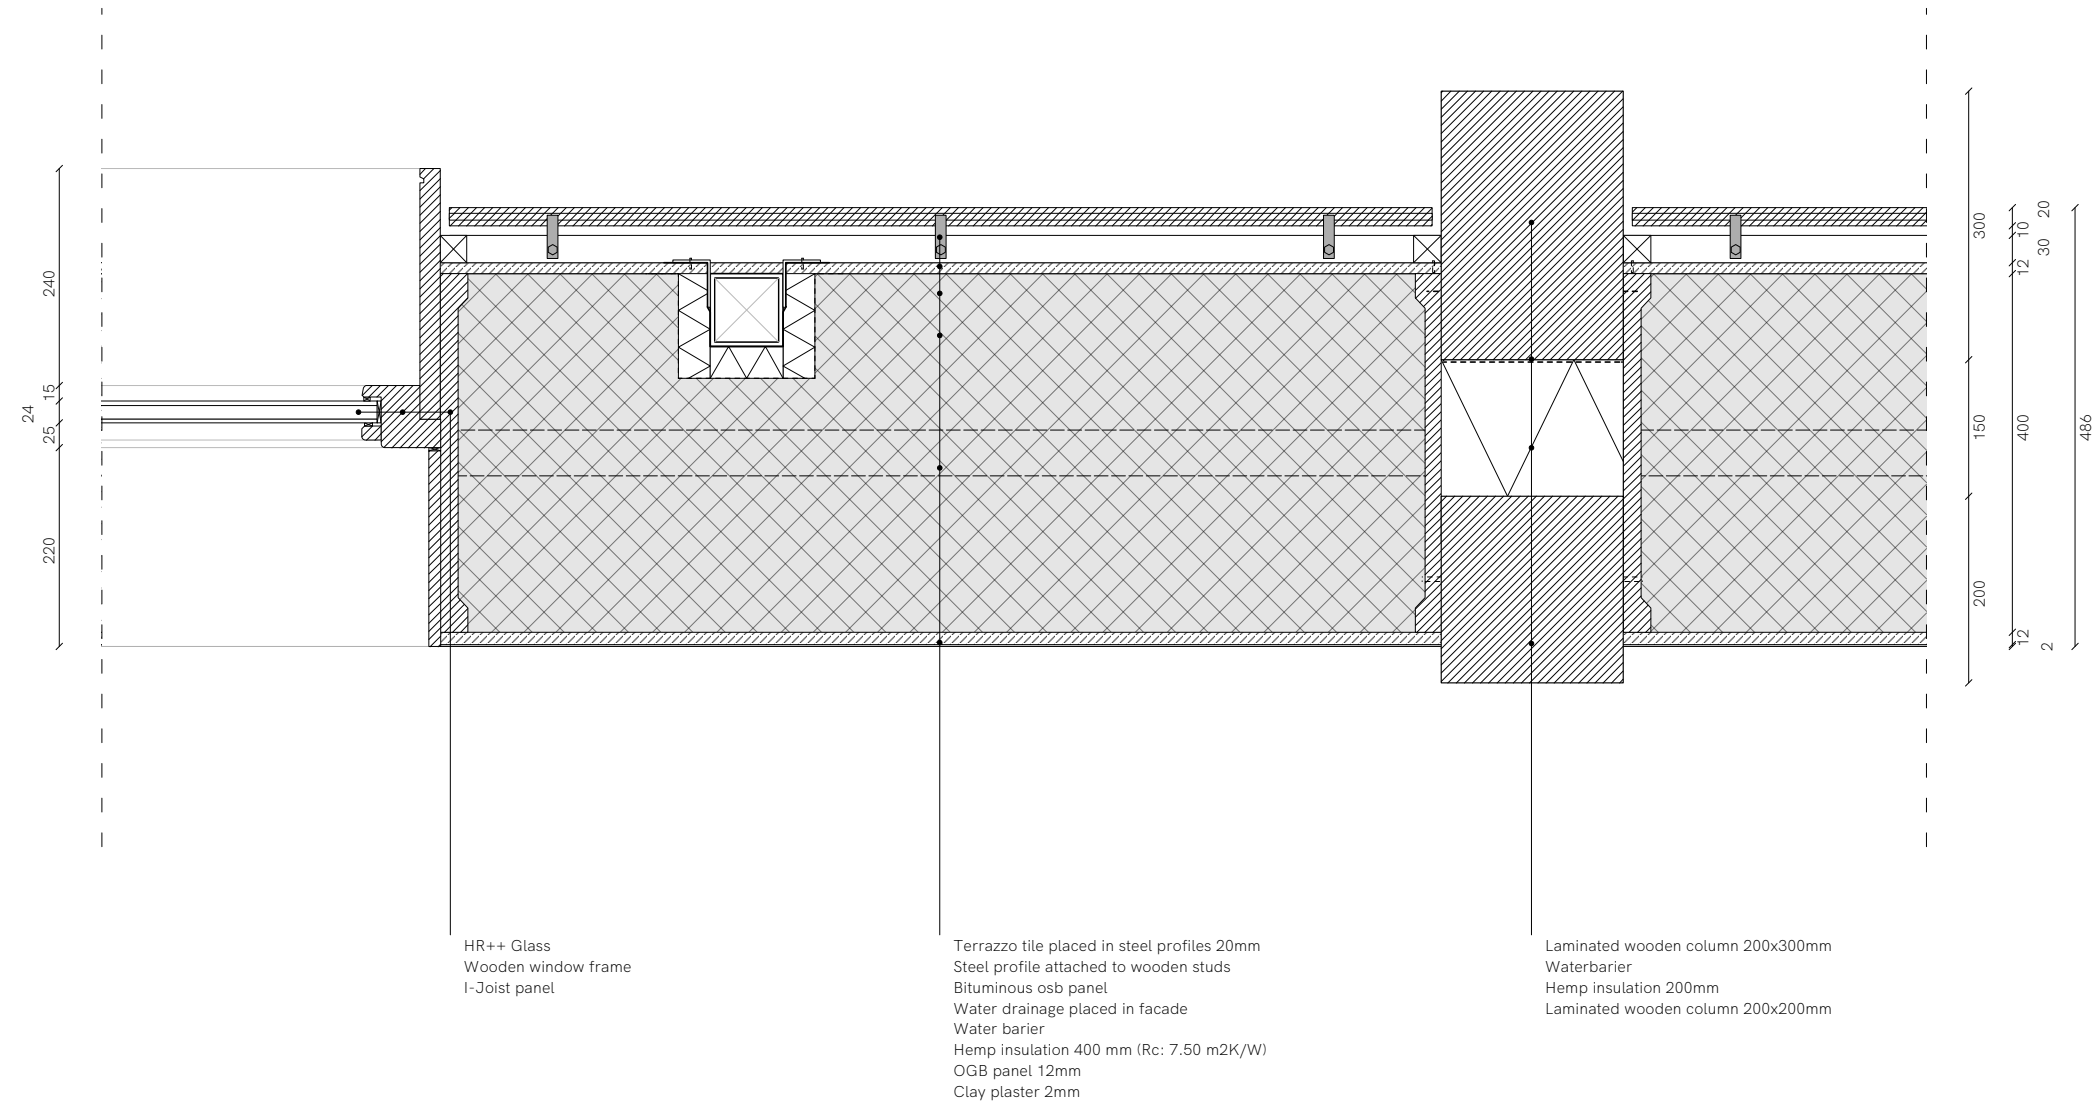 240
15
24
25
220
300
150
200
20
10
30
12
400
12
2
486
HR++ Glass
Wooden window frame
I-Joist panel
Terrazzo tile placed in steel profiles 20mm
Steel profile attached to wooden studs
Bituminous osb panel
Water drainage placed in facade
Water barier
Hemp insulation 400 mm (Rc: 7.50 m2K/W)
OGB panel 12mm
Clay plaster 2mm
Laminated wooden column 200x300mm
Waterbarier
Hemp insulation 200mm
Laminated wooden column 200x200mm